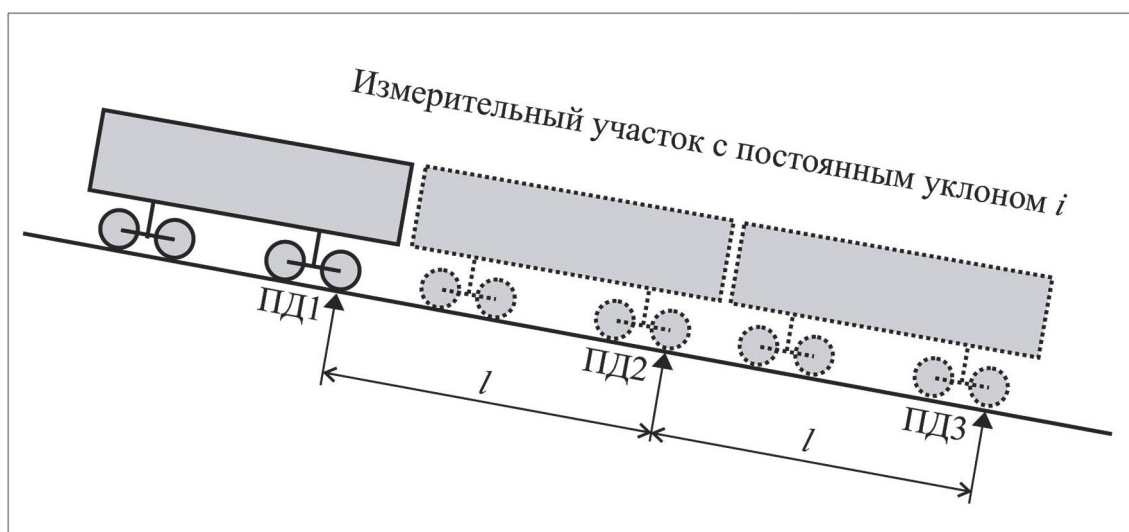 Измерительный участок с постоянным уклоном i
ПД1
ПД2
ПД3
l
l